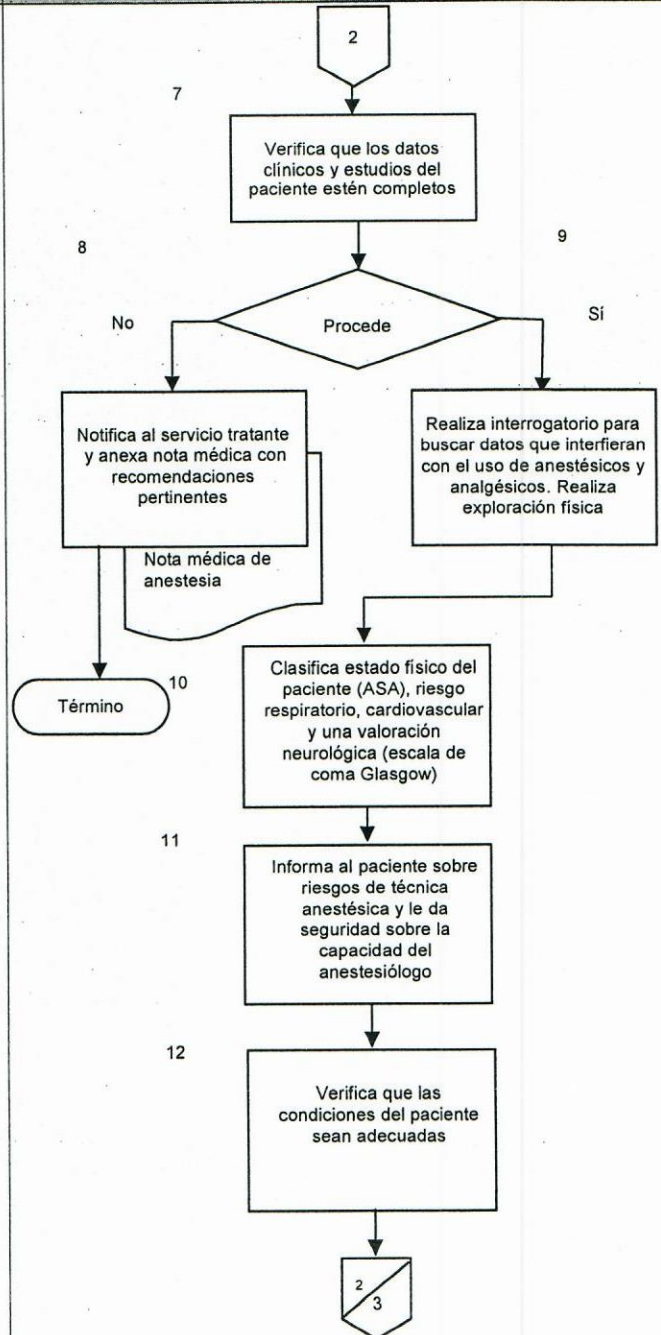 2
7
Verifica que los datos
clínicos y estudios del
paciente estén completos
8
9
No
Procede
Sí
Notifica al servicio tratante
y anexa nota médica con
recomendaciones
pertinentes
Nota médica de
anestesia
Término
Realiza interrogatorio para
buscar datos que interfieran
con el uso de anestésicos y
analgésicos. Realiza
exploración física
10
Clasifica estado físico del
paciente (ASA), riesgo
respiratorio, cardiovascular
y una valoración
neurológica (escala de
coma Glasgow)
11
Informa al paciente sobre
riesgos de técnica
anestésica y le da
seguridad sobre la
capacidad del
anestesiólogo
12
Verifica que las
condiciones del paciente
sean adecuadas
2
3